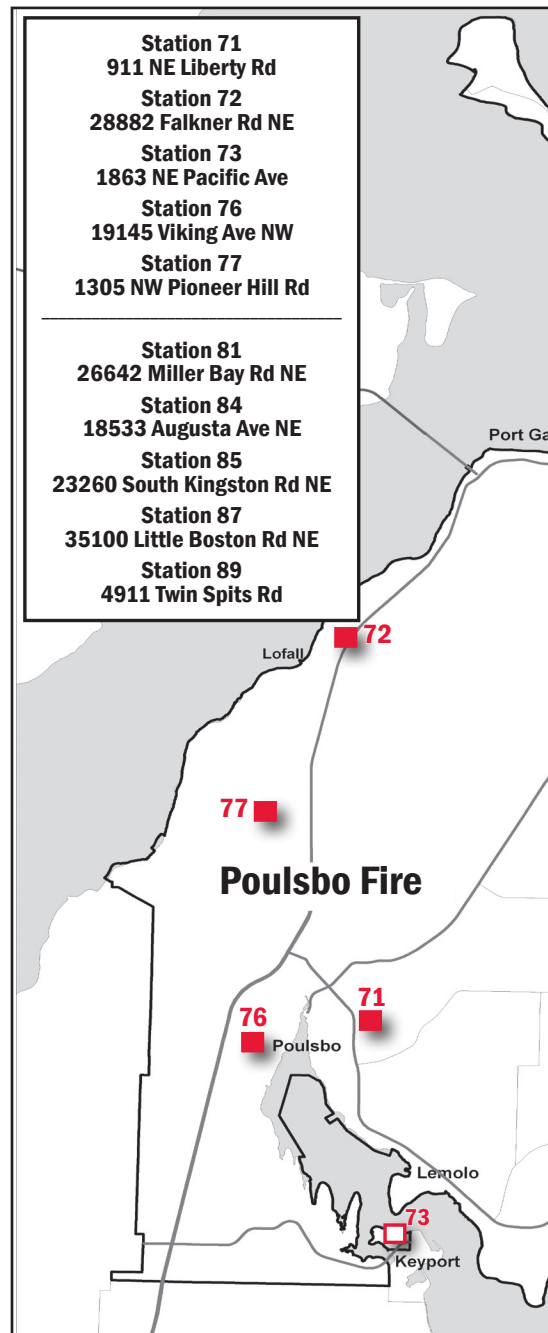 Station 71
911 NE Liberty Rd
Station 72
28882 Falkner Rd NE
Station 73
1863 NE Pacific Ave
Station 76
19145 Viking Ave NW
Station 77
1305 NW Pioneer Hill Rd
Station 81
26642 Miller Bay Rd NE
Station 84
18533 Augusta Ave NE
Station 85
23260 South Kingston Rd NE
Station 87
35100 Little Boston Rd NE
Station 89
4911 Twin Spits Rd
Port Ga
72
Lofall
77
Poulsbo Fire
71
76
Poulsbo
Lemolo
73
Keyport